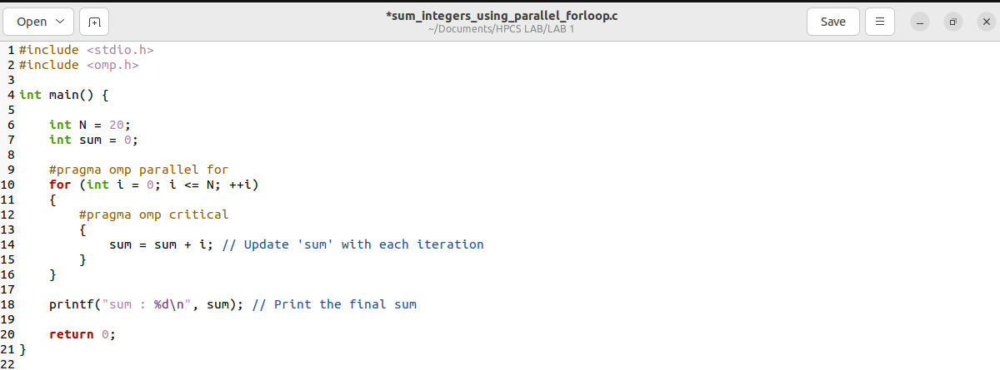 Open
*sum_integers_using_parallel_forloop.c
~/Documents/HPCS LAB/LAB 1
Save
1 #include <stdio.h>
2 #include <omp.h>
3
4 int main() {
5
6     int N = 20;
7     int sum = 0;
8
9     #pragma omp parallel for
10     for (int i = 0; i <= N; ++i)
11     {
12         #pragma omp critical
13         {
14             sum = sum + i; // Update 'sum' with each iteration
15         }
16     }
17
18     printf("sum : %d\n", sum); // Print the final sum
19
20     return 0;
21 }
22